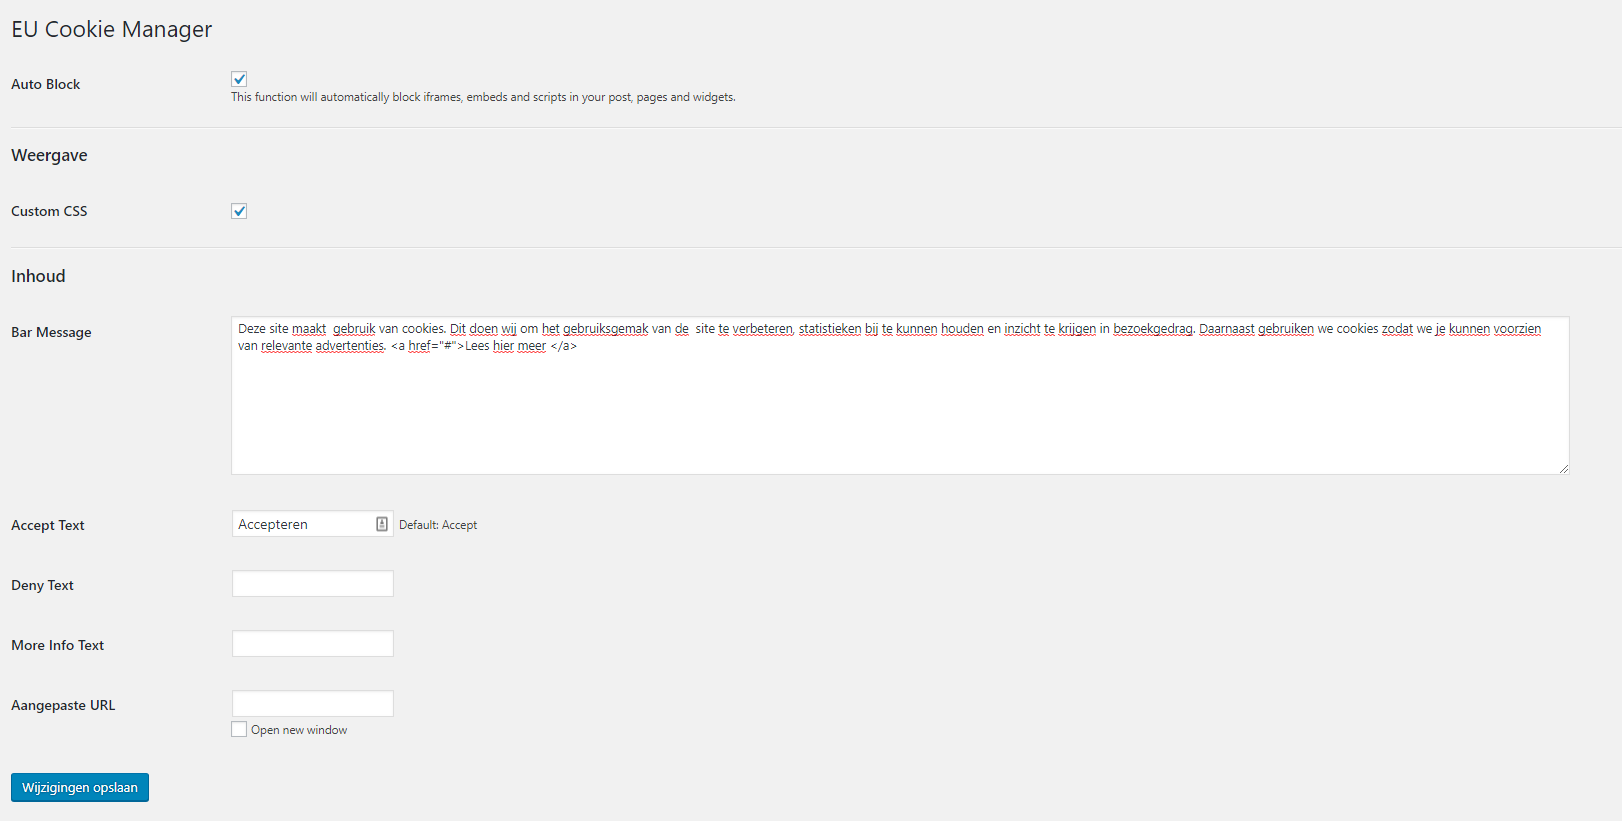 EU Cookie Manager
Auto Block
This function will automatically block iframes, embeds and scripts in your post, pages and widgets.
Weergave
Custom CSS
Inhoud
Bar Message
Deze site maakt  gebruik van cookies. Dit doen wij om het gebruiksgemak van de  site te verbeteren, statistieken bij te kunnen houden en inzicht te krijgen in bezoekgedrag. Daarnaast gebruiken we cookies zodat we je kunnen voorzien
van relevante advertenties. <a href="#">Lees hier meer </a>
Accept Text
Accepteren
Default: Accept
Deny Text
More Info Text
Aangepaste URL
Open new window
Wijzigingen opslaan